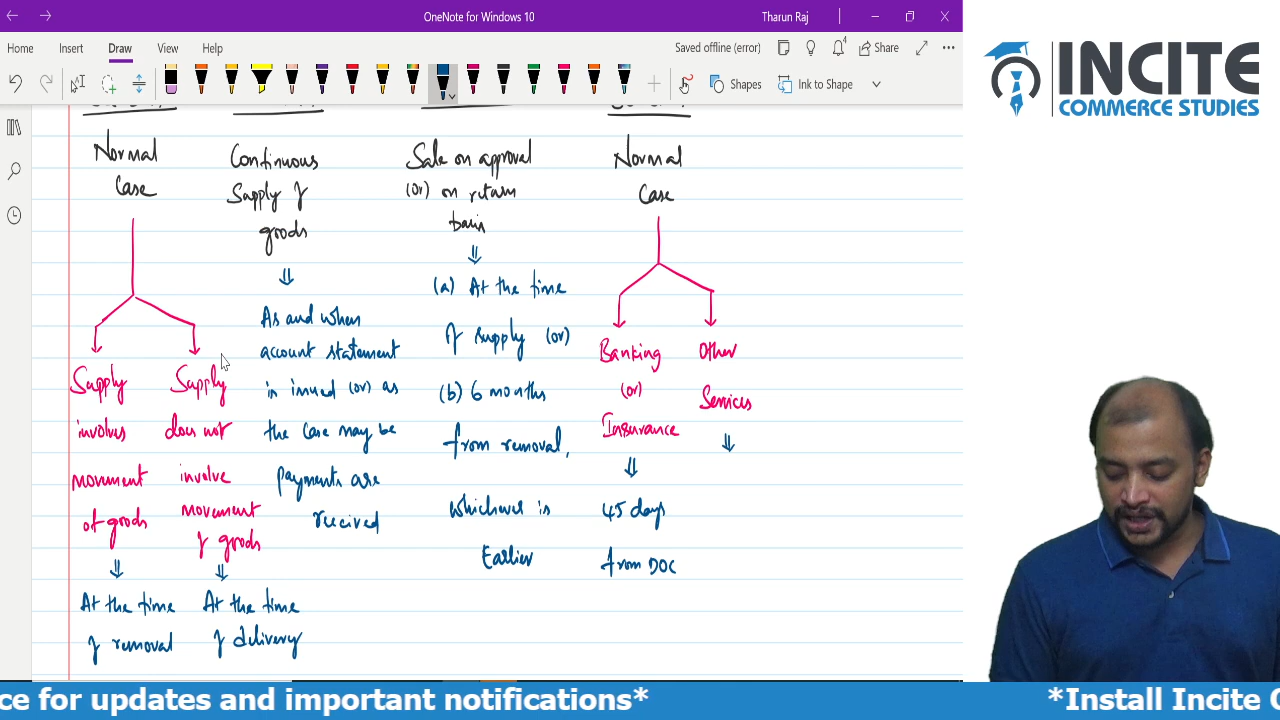 OneNote for Windows 10
Tharun Raj
Home Insert Draw View Help
Saved offline (error)
4
Share
Shapes
Ink to Shape
INCITE
COMMERCE STUDIES
Normal
Case
Supply
involves
movement
of goods
At the time
of removal
Supply
does not
involve
movement
of goods
At the time
of delivery
Continuous
Supply of
goods
As and when
account statement
is issued (or) as
the case may be
payments are
received
Sale on approval
(or) on return
basis
(a) At the time
of supply (or)
(b) 6 months
from removal,
whichever is
Earlier
Normal
Case
Banking
(or)
Insurance
45 days
from DOC
Other
Services
ce for updates and important notifications*
*Install Incite